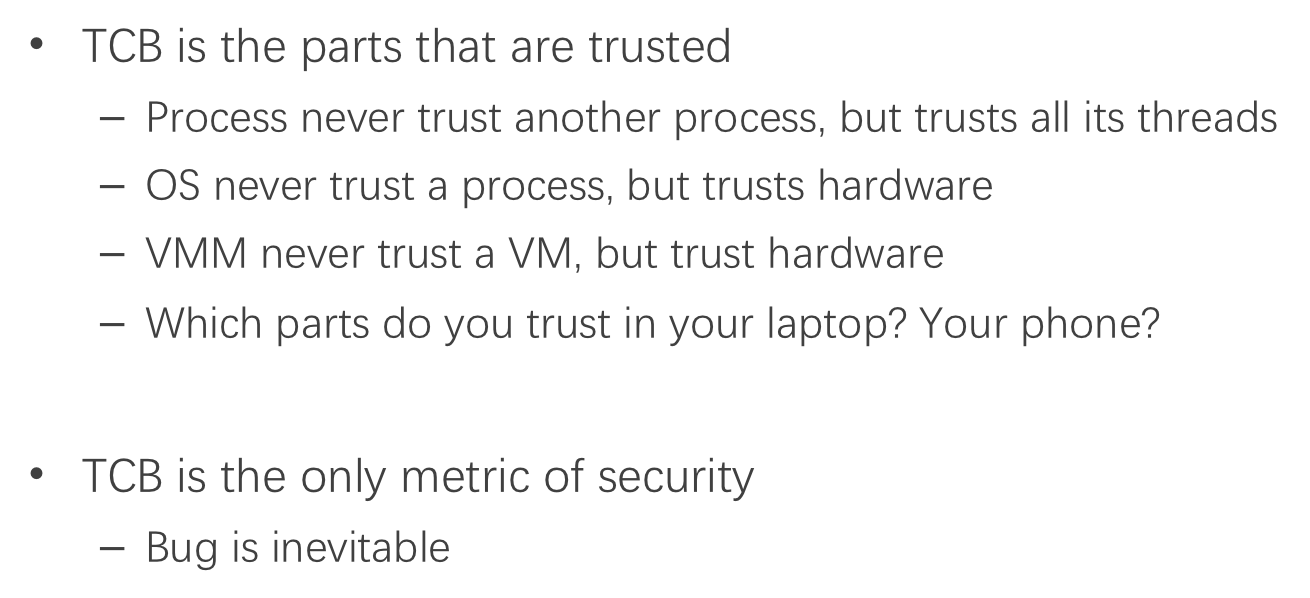 • TCB is the parts that are trusted
– Process never trust another process, but trusts all its threads
– OS never trust a process, but trusts hardware
– VMM never trust a VM, but trust hardware
– Which parts do you trust in your laptop? Your phone?
• TCB is the only metric of security
– Bug is inevitable